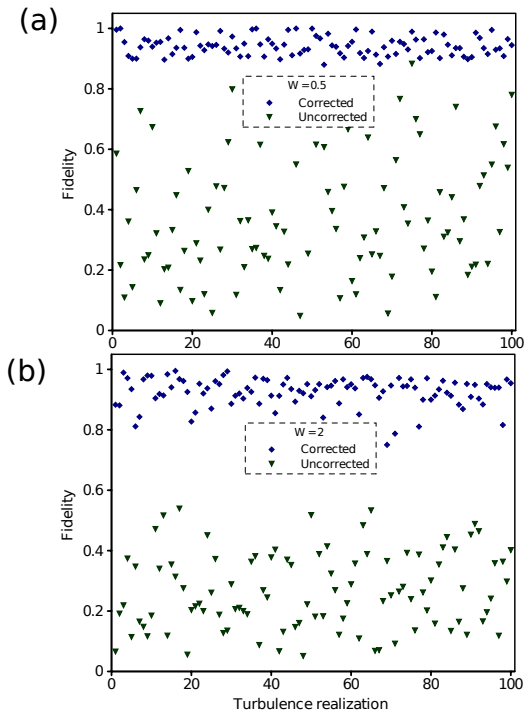 (a)
1
0.8
0.6
0.4
0.2
0
Fidelity
W = 0.5
Corrected
Uncorrected
0
20
40
60
80
100
(b)
1
0.8
0.6
0.4
0.2
0
Fidelity
W = 2
Corrected
Uncorrected
0
20
40
60
80
100
Turbulence realization